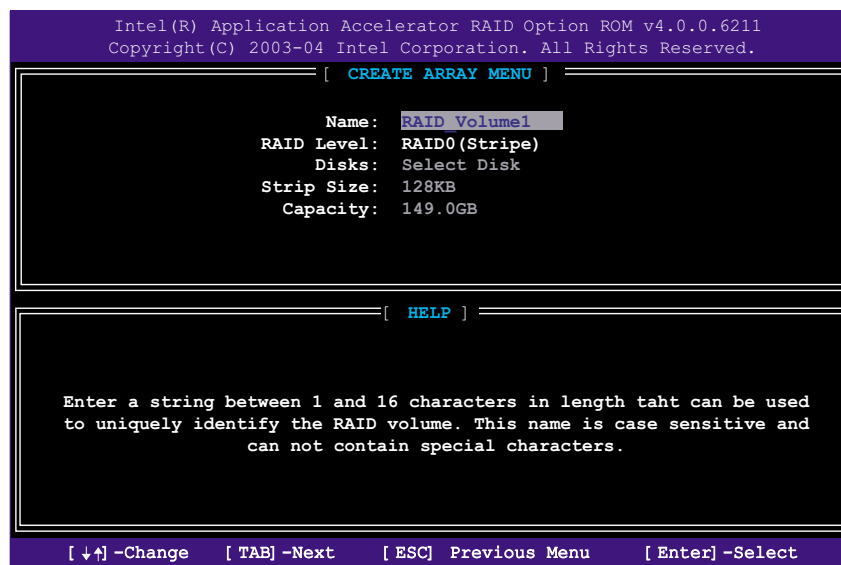 Intel(R) Application Accelerator RAID Option ROM v4.0.0.6211
Copyright(C) 2003-04 Intel Corporation. All Rights Reserved.
[ CREATE ARRAY MENU ]
Name: RAID_Volume1
RAID Level: RAID0(Stripe)
Disks: Select Disk
Strip Size: 128KB
Capacity: 149.0GB
[ HELP ]
Enter a string between 1 and 16 characters in length taht can be used
to uniquely identify the RAID volume. This name is case sensitive and
can not contain special characters.
[↓↑]-Change [TAB]-Next [ESC] Previous Menu [Enter]-Select